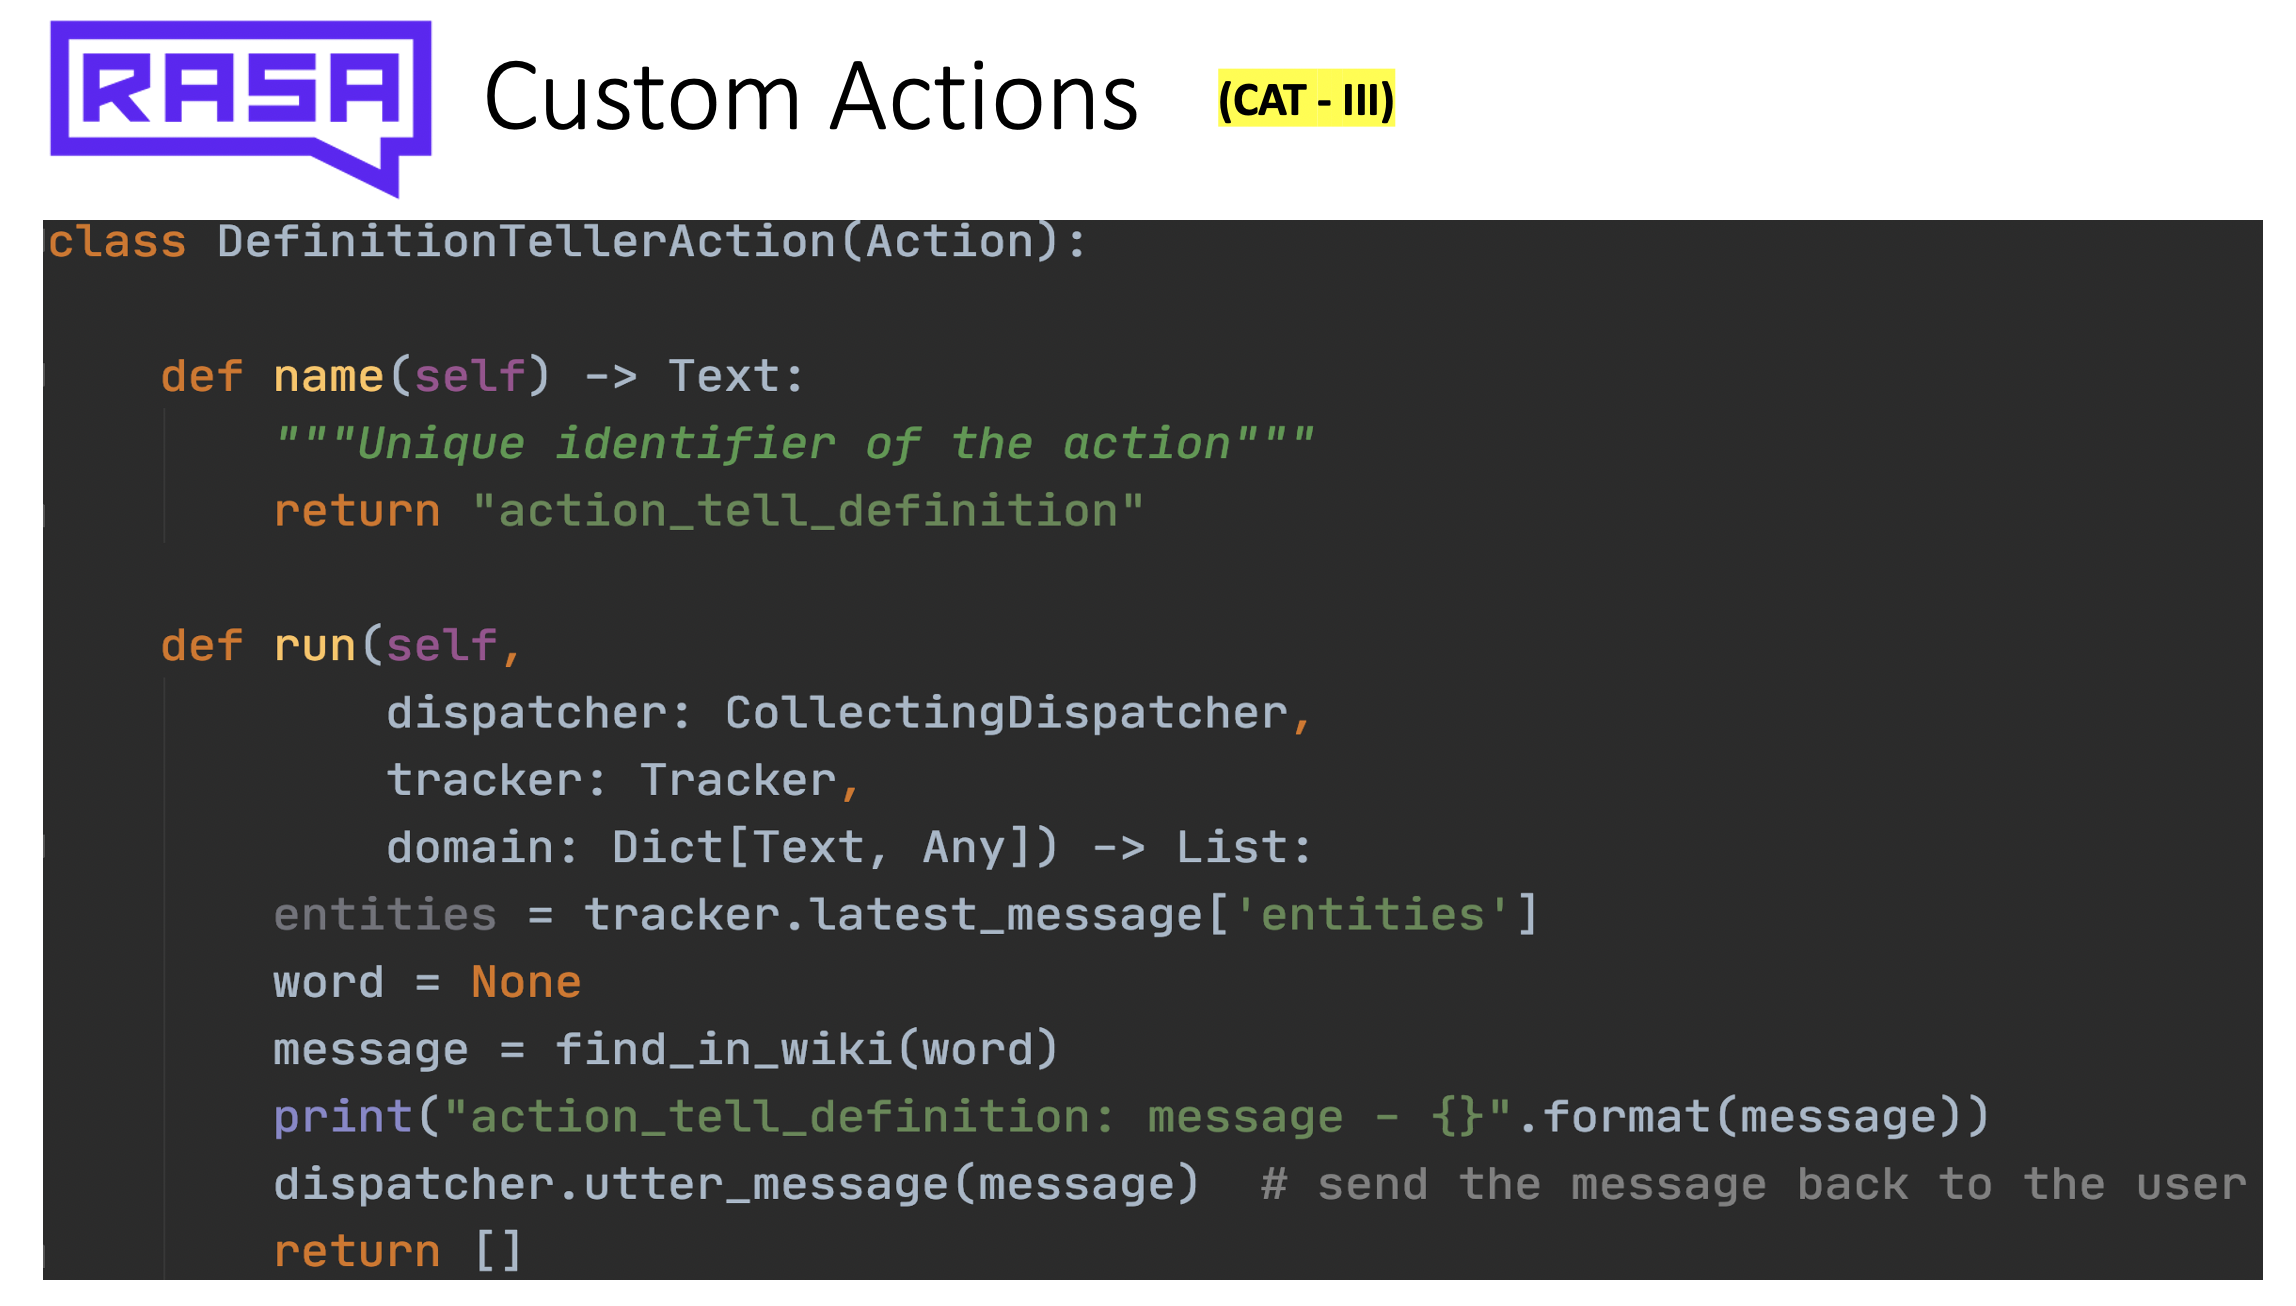 RASA
Custom Actions (CAT - III)
class DefinitionTellerAction(Action):
    def name(self) -> Text:
        """Unique identifier of the action"""
        return "action_tell_definition"
    def run(self,
            dispatcher: CollectingDispatcher,
            tracker: Tracker,
            domain: Dict[Text, Any]) -> List:
        entities = tracker.latest_message['entities']
        word = None
        message = find_in_wiki(word)
        print("action_tell_definition: message - {}".format(message))
        dispatcher.utter_message(message)  # send the message back to the user
        return []